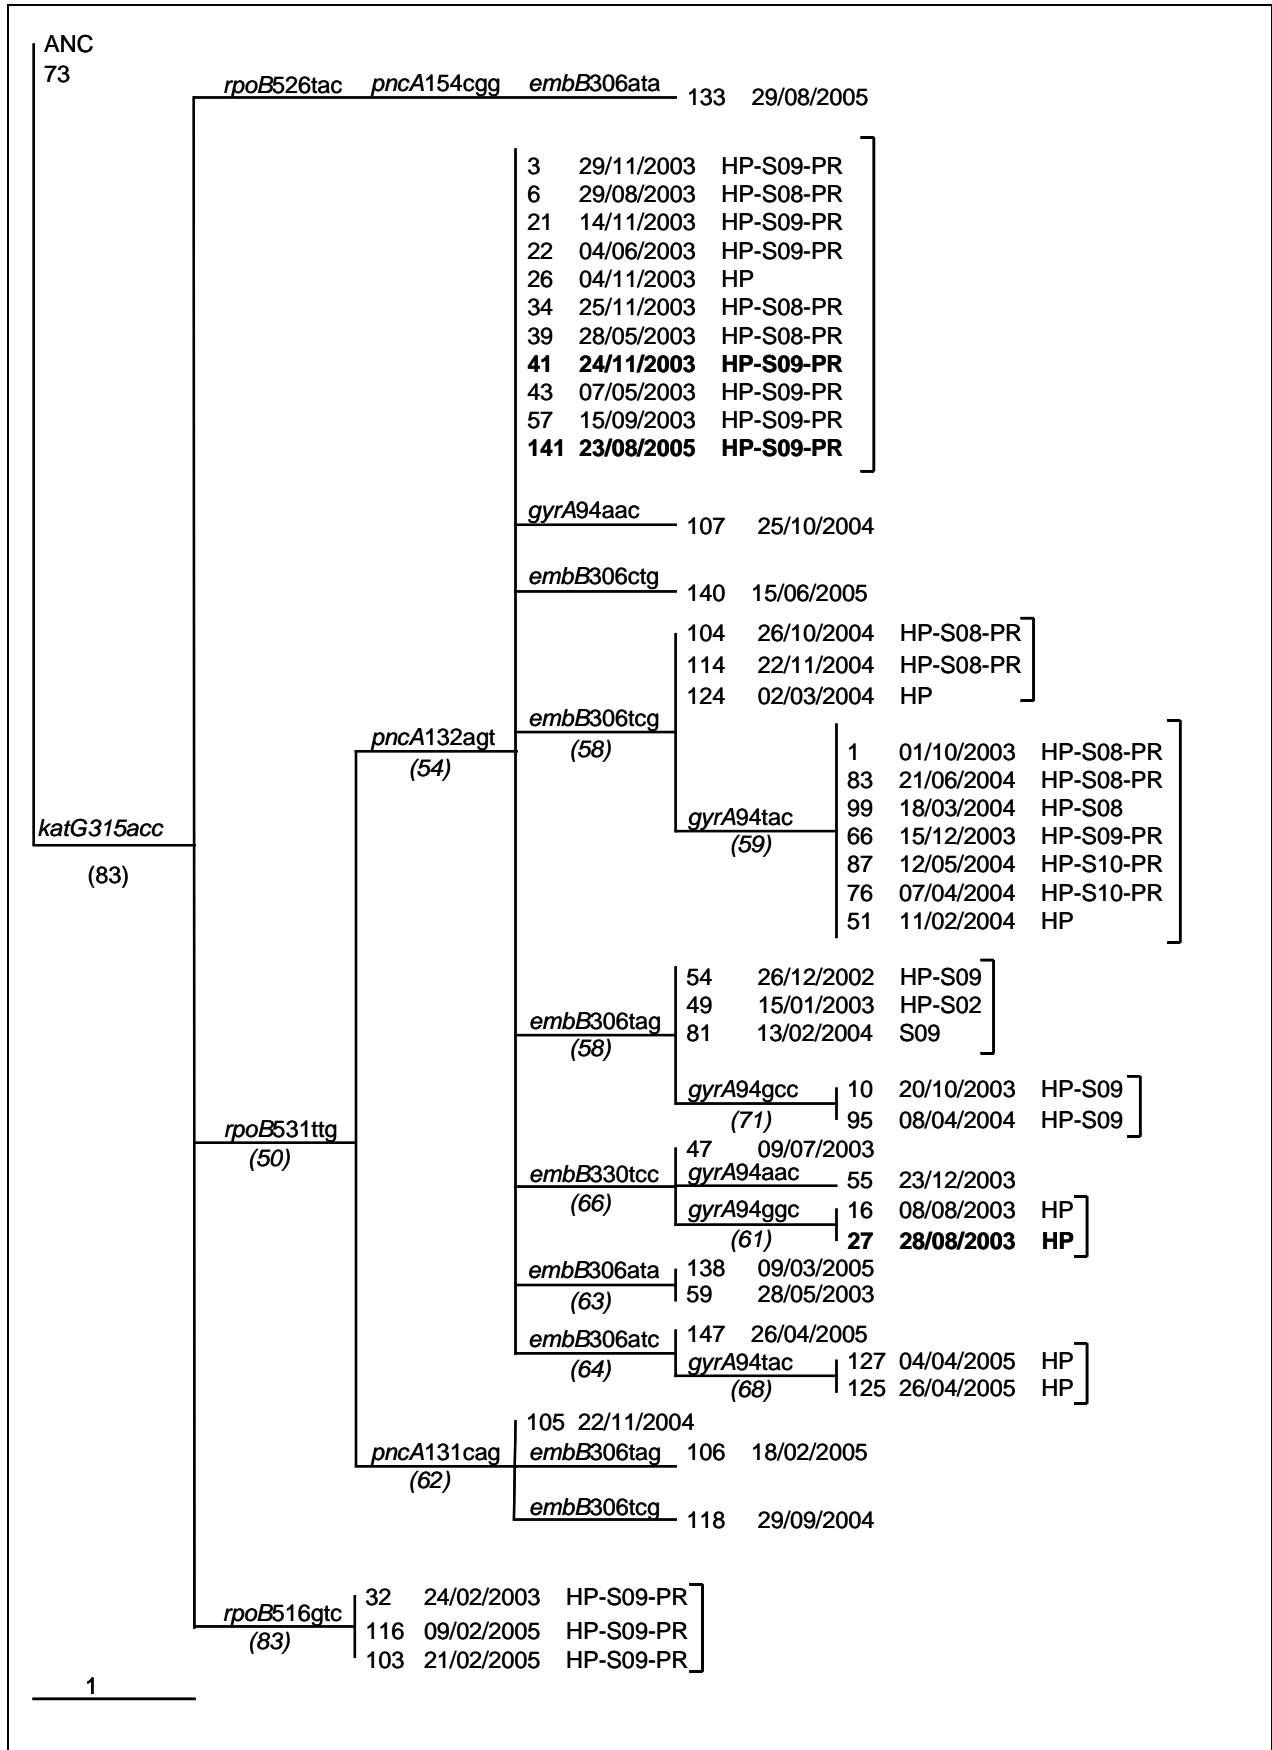 ANC
73
rpoB526tac pncA154cgg embB306ata
133 29/08/2005
3 29/11/2003 HP-S09-PR
6 29/08/2003 HP-S08-PR
21 14/11/2003 HP-S09-PR
22 04/06/2003 HP-S09-PR
26 04/11/2003 HP
34 25/11/2003 HP-S08-PR
39 28/05/2003 HP-S08-PR
41 24/11/2003 HP-S09-PR
43 07/05/2003 HP-S09-PR
57 15/09/2003 HP-S09-PR
141 23/08/2005 HP-S09-PR
gyrA94aac
107 25/10/2004
embB306ctg
140 15/06/2005
104 26/10/2004 HP-S08-PR
114 22/11/2004 HP-S08-PR
124 02/03/2004 HP
embB306tcg
(58)
pncA132agt
(54)
1 01/10/2003 HP-S08-PR
83 21/06/2004 HP-S08-PR
99 18/03/2004 HP-S08
66 15/12/2003 HP-S09-PR
87 12/05/2004 HP-S10-PR
76 07/04/2004 HP-S10-PR
51 11/02/2004 HP
gyrA94tac
(59)
katG315acc
(83)
54 26/12/2002 HP-S09
49 15/01/2003 HP-S02
81 13/02/2004 S09
embB306tag
(58)
gyrA94gcc
(71)
10 20/10/2003 HP-S09
95 08/04/2004 HP-S09
rpoB531ttg
(50)
47 09/07/2003
embB330tcc
(66)
gyrA94aac
55 23/12/2003
gyrA94ggc
(61)
16 08/08/2003 HP
27 28/08/2003 HP
embB306ata
(63)
138 09/03/2005
59 28/05/2003
embB306atc
(64)
147 26/04/2005
gyrA94tac
(68)
127 04/04/2005 HP
125 26/04/2005 HP
105 22/11/2004
pncA131cag
(62)
embB306tag
106 18/02/2005
embB306tcg
118 29/09/2004
rpoB516gtc
(83)
32 24/02/2003 HP-S09-PR
116 09/02/2005 HP-S09-PR
103 21/02/2005 HP-S09-PR
1